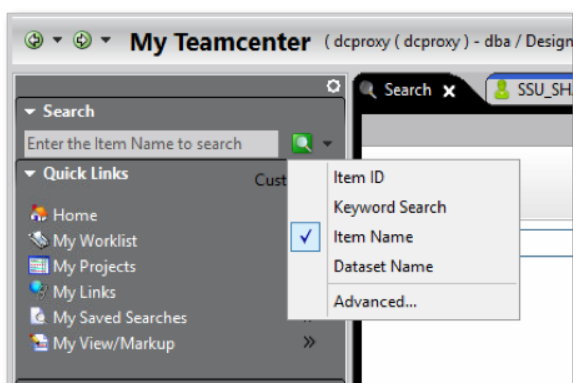 My Teamcenter ( dcproxy ( dcproxy ) - dba / Design
Search
Enter the Item Name to search
Quick Links
Cust
Home
My Worklist
My Projects
My Links
My Saved Searches
My View/Markup
Search x
SSU_SH
Item ID
Keyword Search
Item Name
Dataset Name
Advanced...